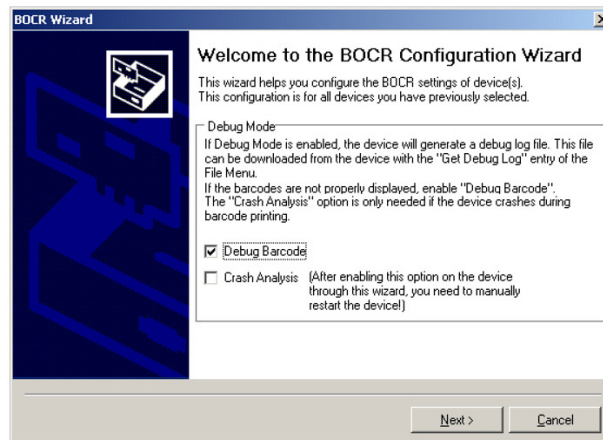 BOCR Wizard
Welcome to the BOCR Configuration Wizard
This wizard helps you configure the BOCR settings of device(s).
This configuration is for all devices you have previously selected.
Debug Mode
If Debug Mode is enabled, the device will generate a debug log file. This file
can be downloaded from the device with the "Get Debug Log" entry of the
File Menu.
If the barcodes are not properly displayed, enable "Debug Barcode".
The "Crash Analysis" option is only needed if the device crashes during
barcode printing.
Debug Barcode
Crash Analysis (After enabling this option on the device
through this wizard, you need to manually
restart the device!)
Next >
Cancel